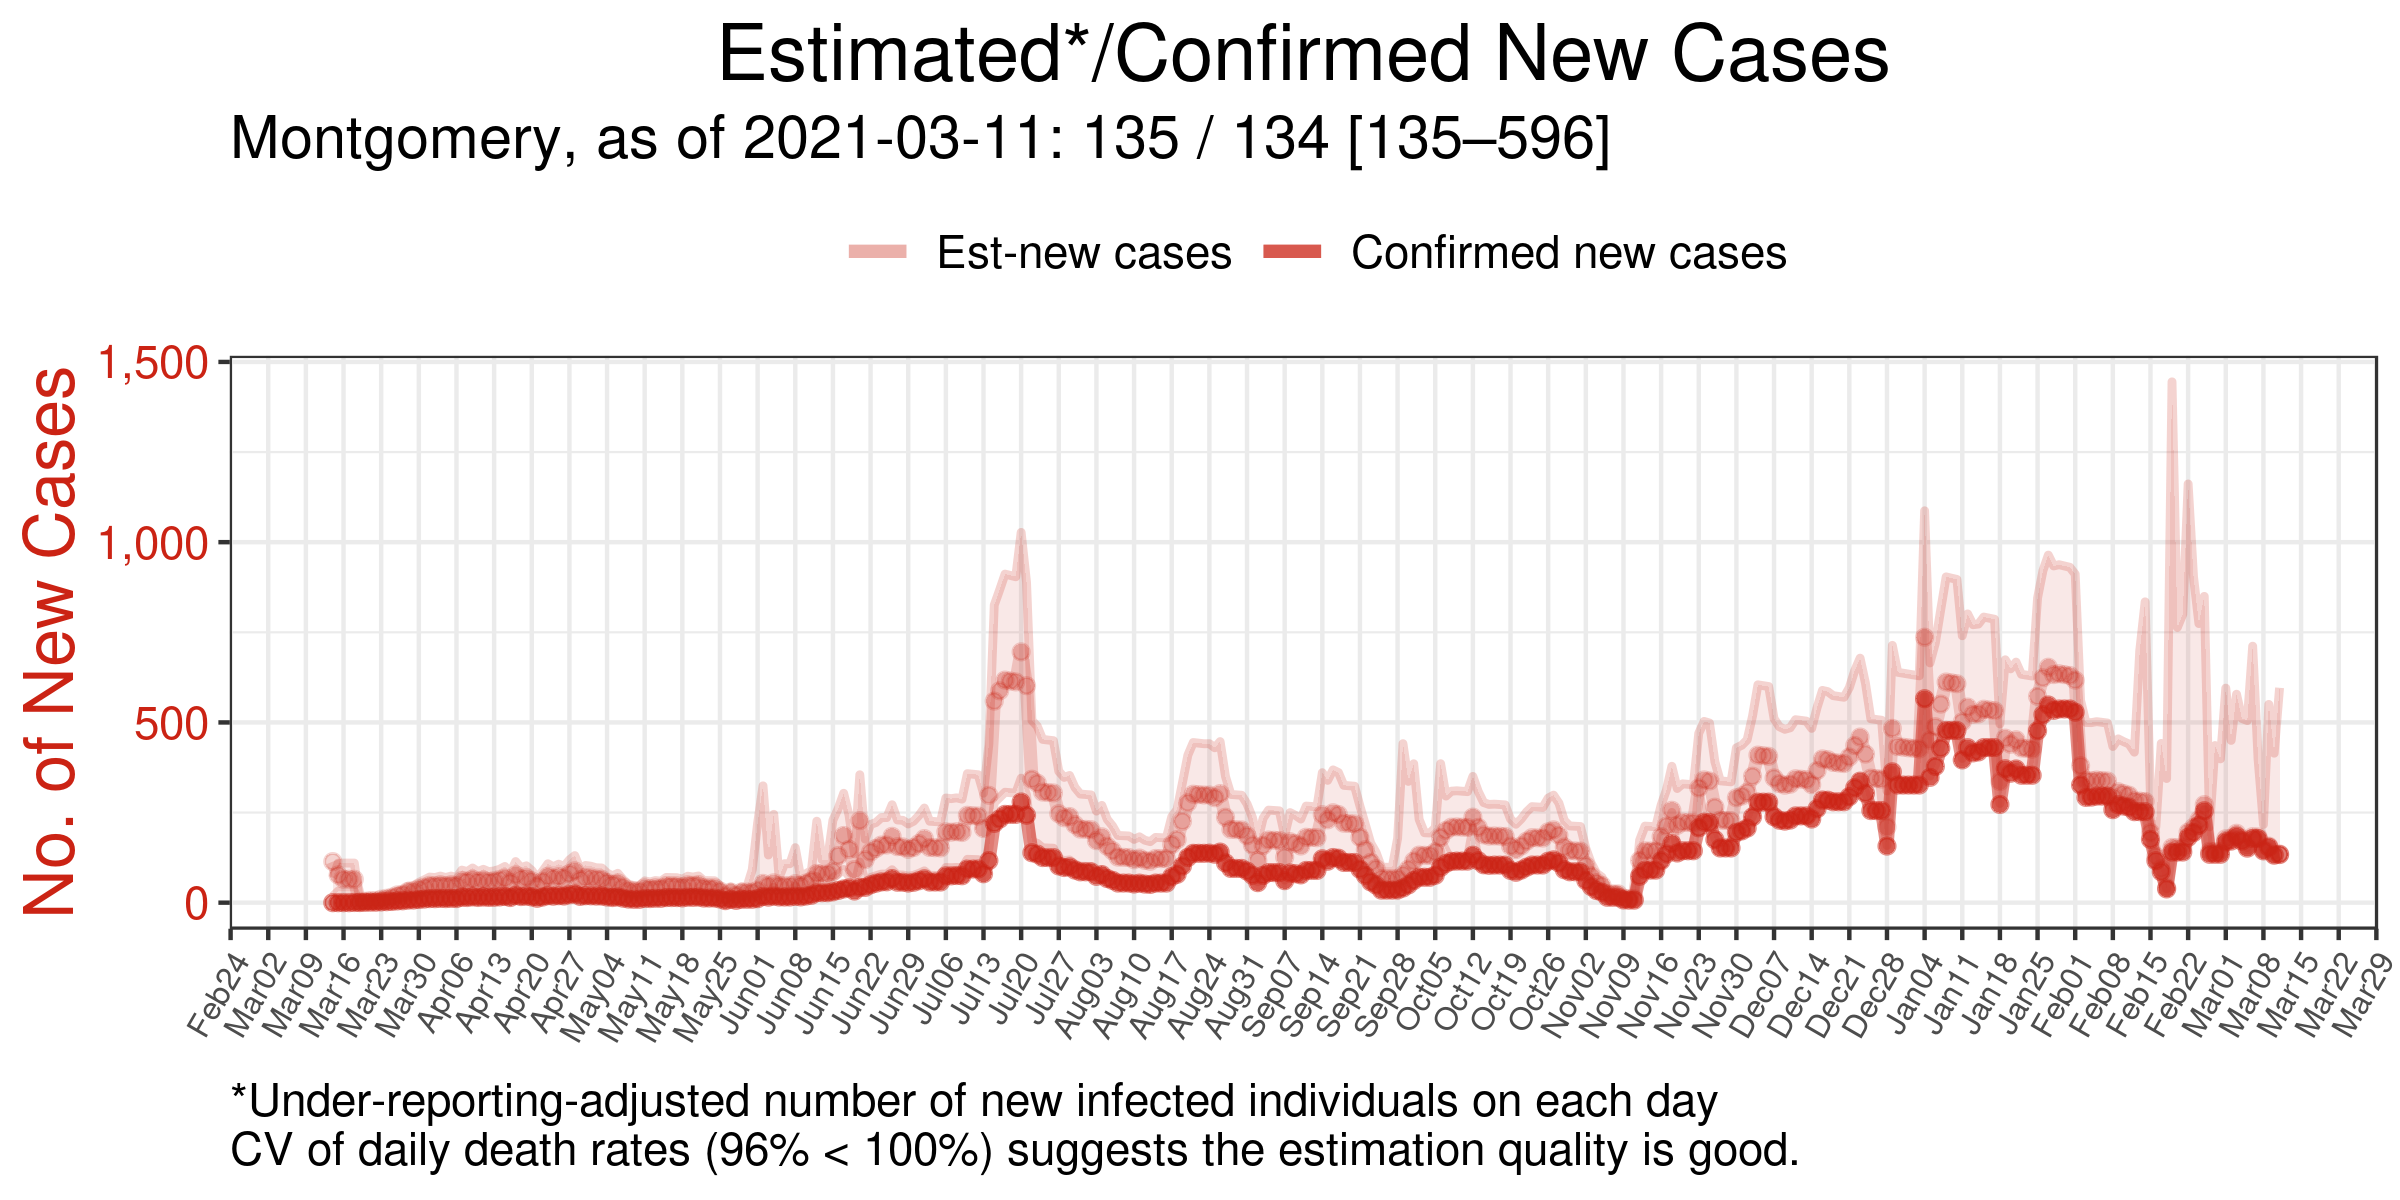 Estimated*/Confirmed New Cases
Montgomery, as of 2021-03-11: 135 / 134 [135–596]
Est-new cases
Confirmed new cases
No. of New Cases
1,500
1,000
500
0
Feb24
Mar02
Mar09
Mar16
Mar23
Mar30
Apr06
Apr13
Apr20
Apr27
May04
May11
May18
May25
Jun01
Jun08
Jun15
Jun22
Jun29
Jul06
Jul13
Jul20
Jul27
Aug03
Aug10
Aug17
Aug24
Aug31
Sep07
Sep14
Sep21
Sep28
Oct05
Oct12
Oct19
Oct26
Nov02
Nov09
Nov16
Nov23
Nov30
Dec07
Dec14
Dec21
Dec28
Jan04
Jan11
Jan18
Jan25
Feb01
Feb08
Feb15
Feb22
Mar01
Mar08
Mar15
Mar22
Mar29
*Under-reporting-adjusted number of new infected individuals on each day
CV of daily death rates (96% < 100%) suggests the estimation quality is good.